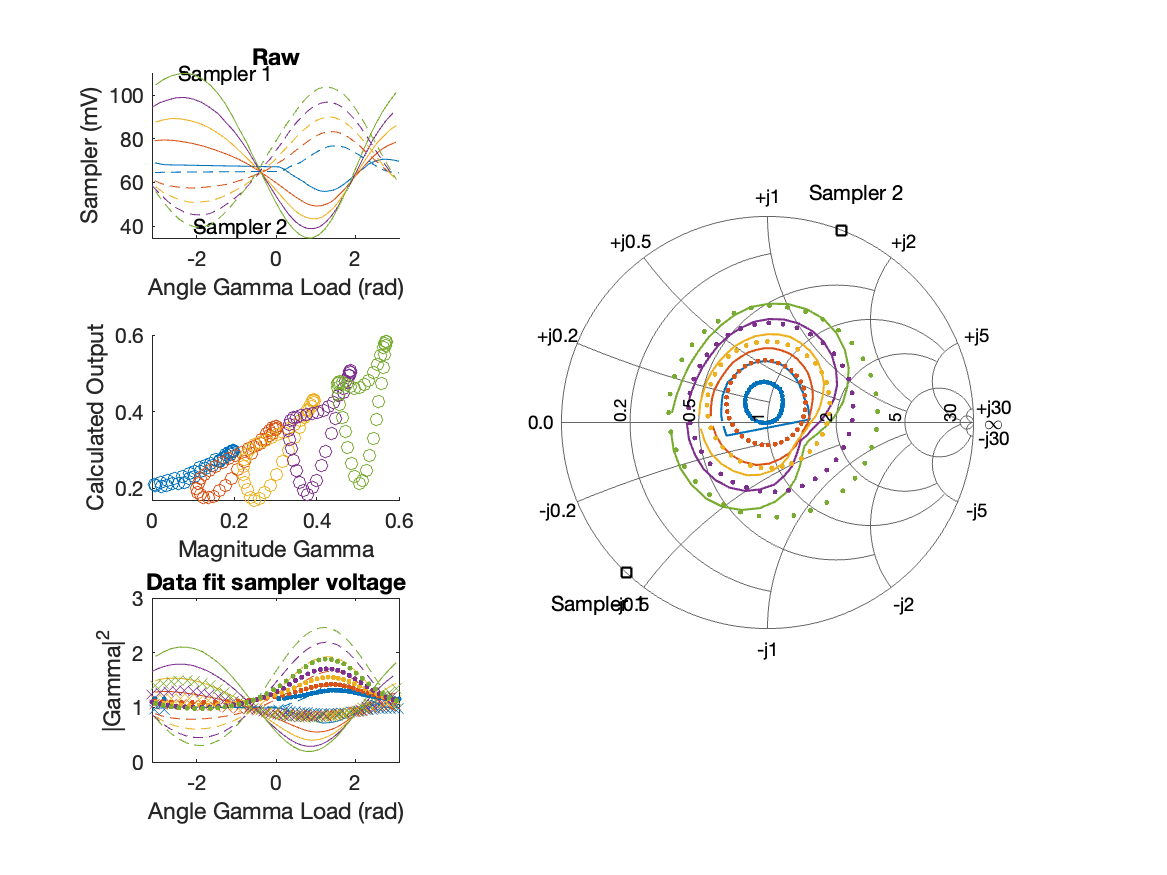 Raw
Sampler 1
Sampler (mV)
100
80
60
40
Sampler 2
-2
0
2
Angle Gamma Load (rad)
Calculated Output
0.6
0.4
0.2
0
0.2
0.4
0.6
Magnitude Gamma
Data fit sampler voltage
|Gamma|2
3
2
1
0
-2
0
2
Angle Gamma Load (rad)
+j1
Sampler 2
+j0.5
+j2
+j0.2
+j5
0.0
0.2
0.5
1
2
5
30
+j30
∞
-j30
-j0.2
-j5
Sampler 1
-j0.5
-j2
-j1